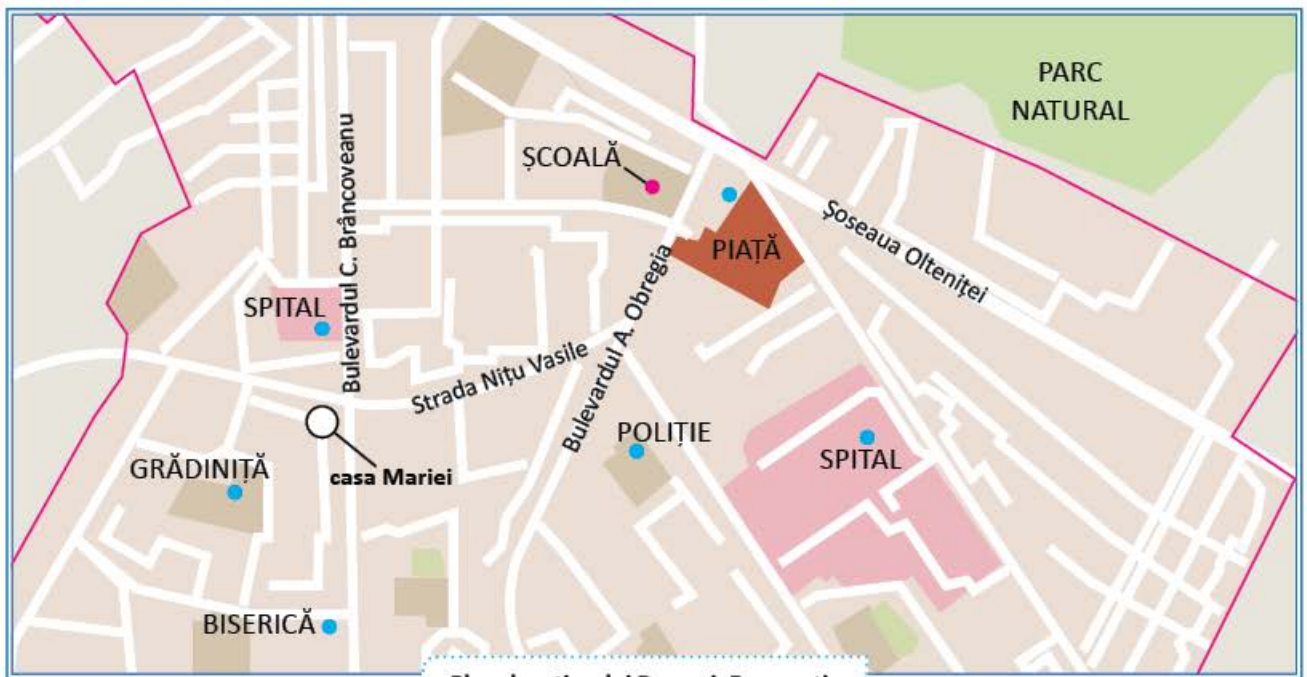 PARC
NATURAL
ȘCOALĂ
Bulevardul C. Brâncoveanu
Șoseaua Olteniței
PIAȚĂ
SPITAL
Bulevardul A. Obregia
Strada Nițu Vasile
POLIȚIE
SPITAL
GRĂDINIȚĂ
casa Mariei
BISERICĂ